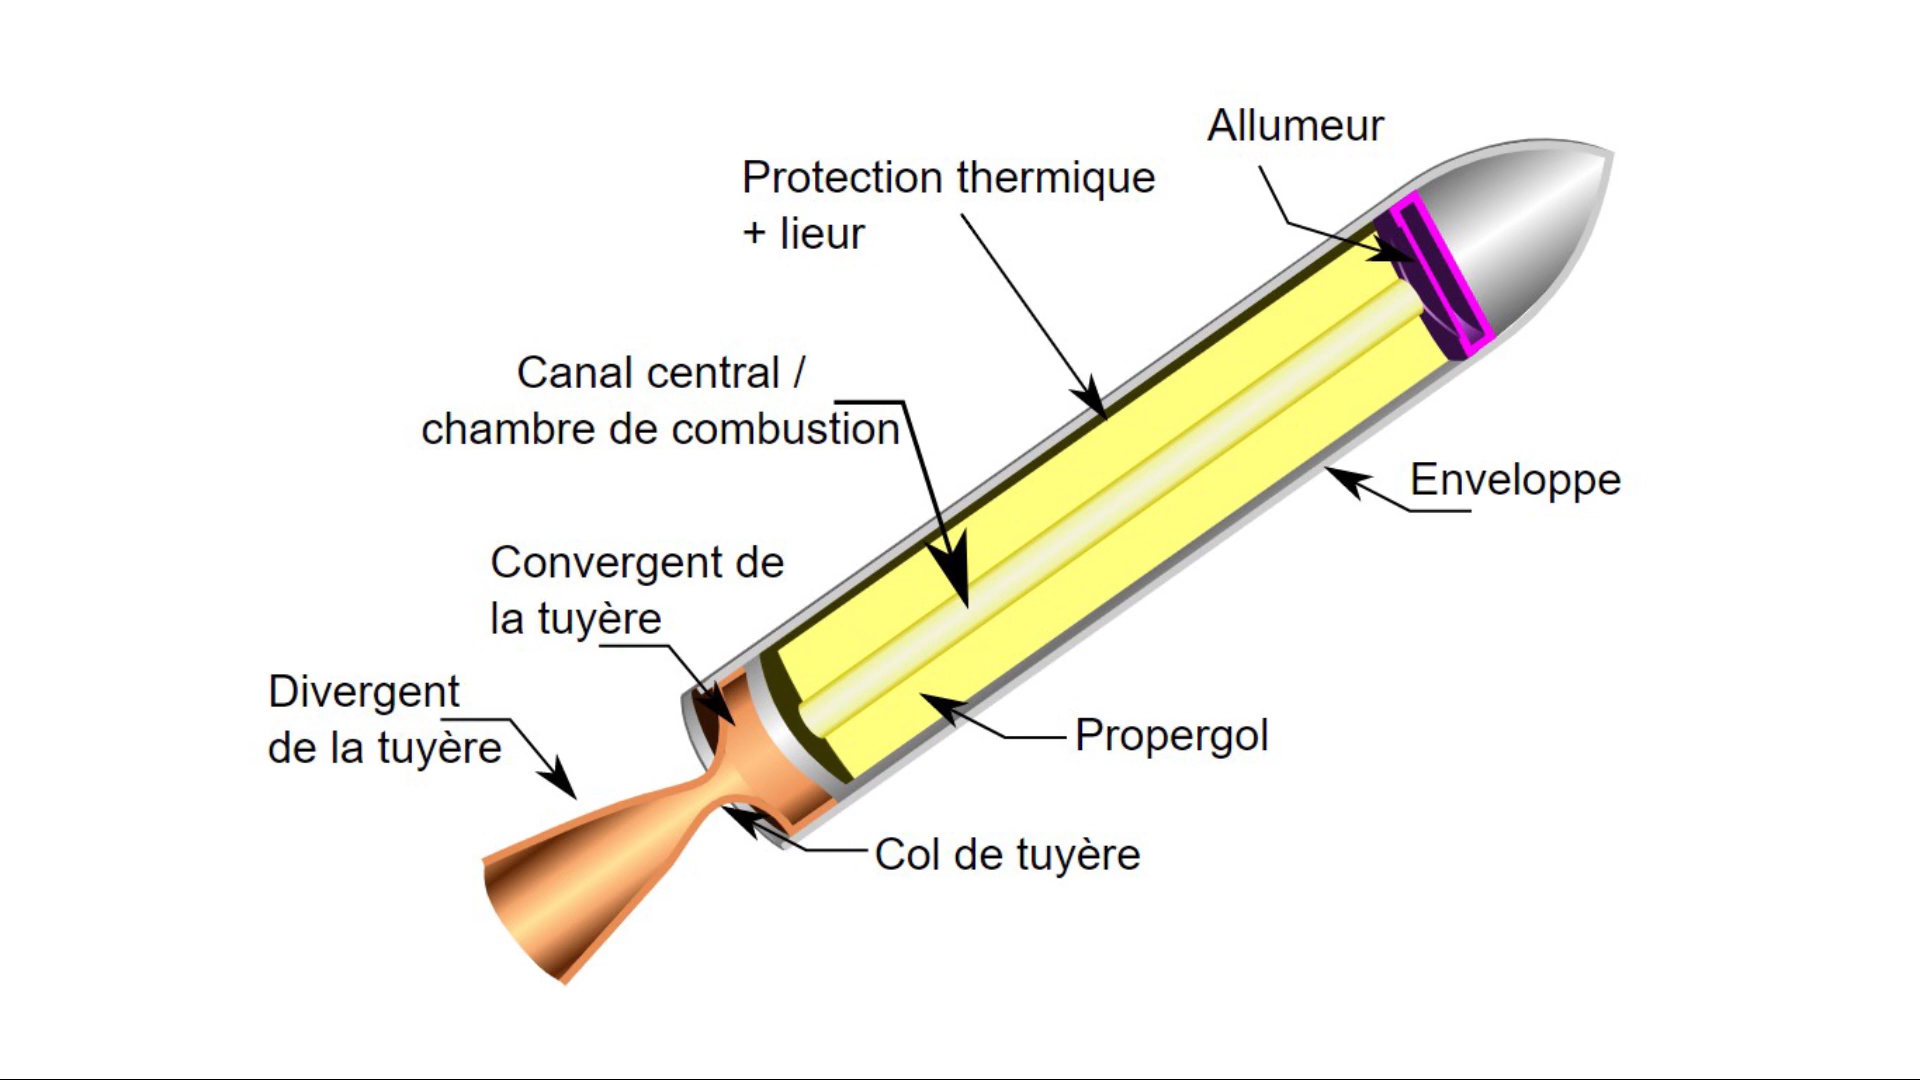 Allumeur
Protection thermique
+ lieur
Canal central /
chambre de combustion
Enveloppe
Convergent de
la tuyère
Divergent
de la tuyère
Propergol
Col de tuyère